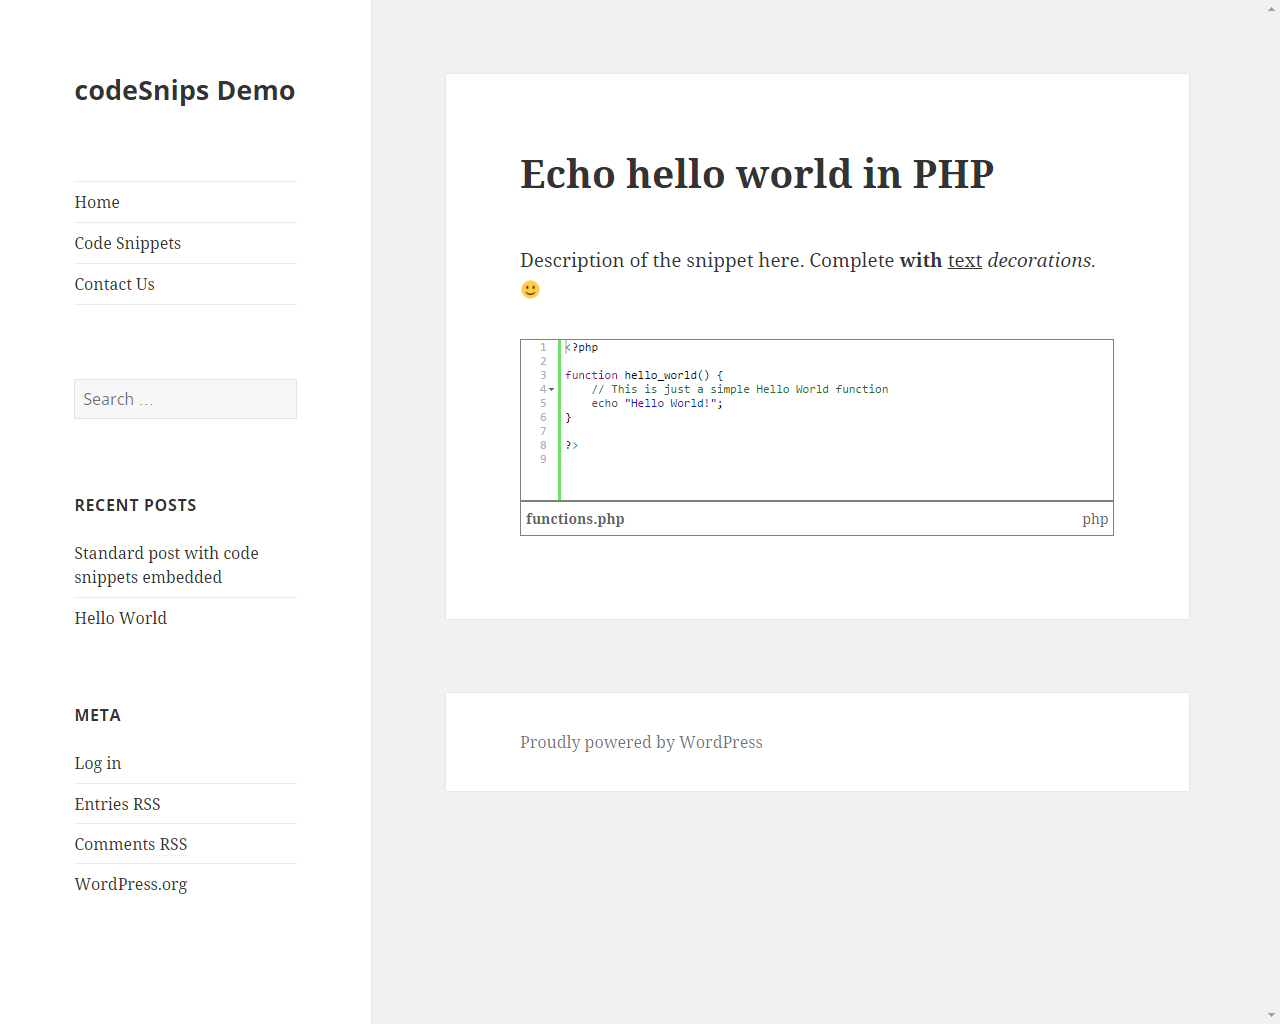 codeSnips Demo
Home
Code Snippets
Contact Us
Search …
RECENT POSTS
Standard post with code
snippets embedded
Hello World
META
Log in
Entries RSS
Comments RSS
WordPress.org
Echo hello world in PHP
Description of the snippet here. Complete with text decorations.
1 <?php
2
3 function hello_world() {
4 // This is just a simple Hello World function
5 echo "Hello World!";
6 }
7
8 ?>
9
functions.php php
Proudly powered by WordPress